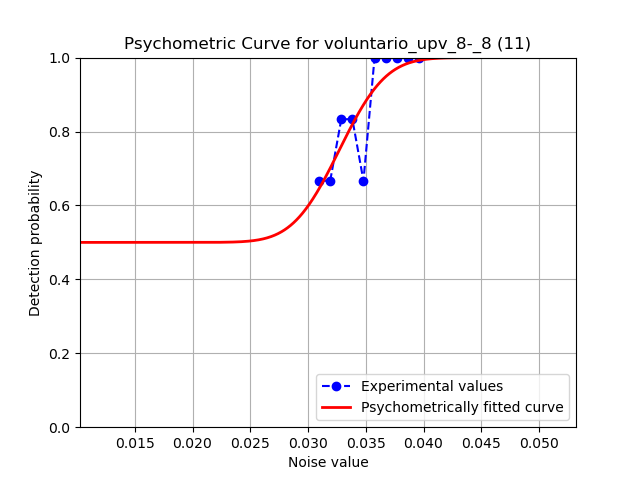 Psychometric Curve for voluntario_upv_8-_8 (11)
1.0
0.8
0.6
0.4
0.2
0.0
Detection probability
Experimental values
Psychometrically fitted curve
0.015 0.020 0.025 0.030 0.035 0.040 0.045 0.050
Noise value